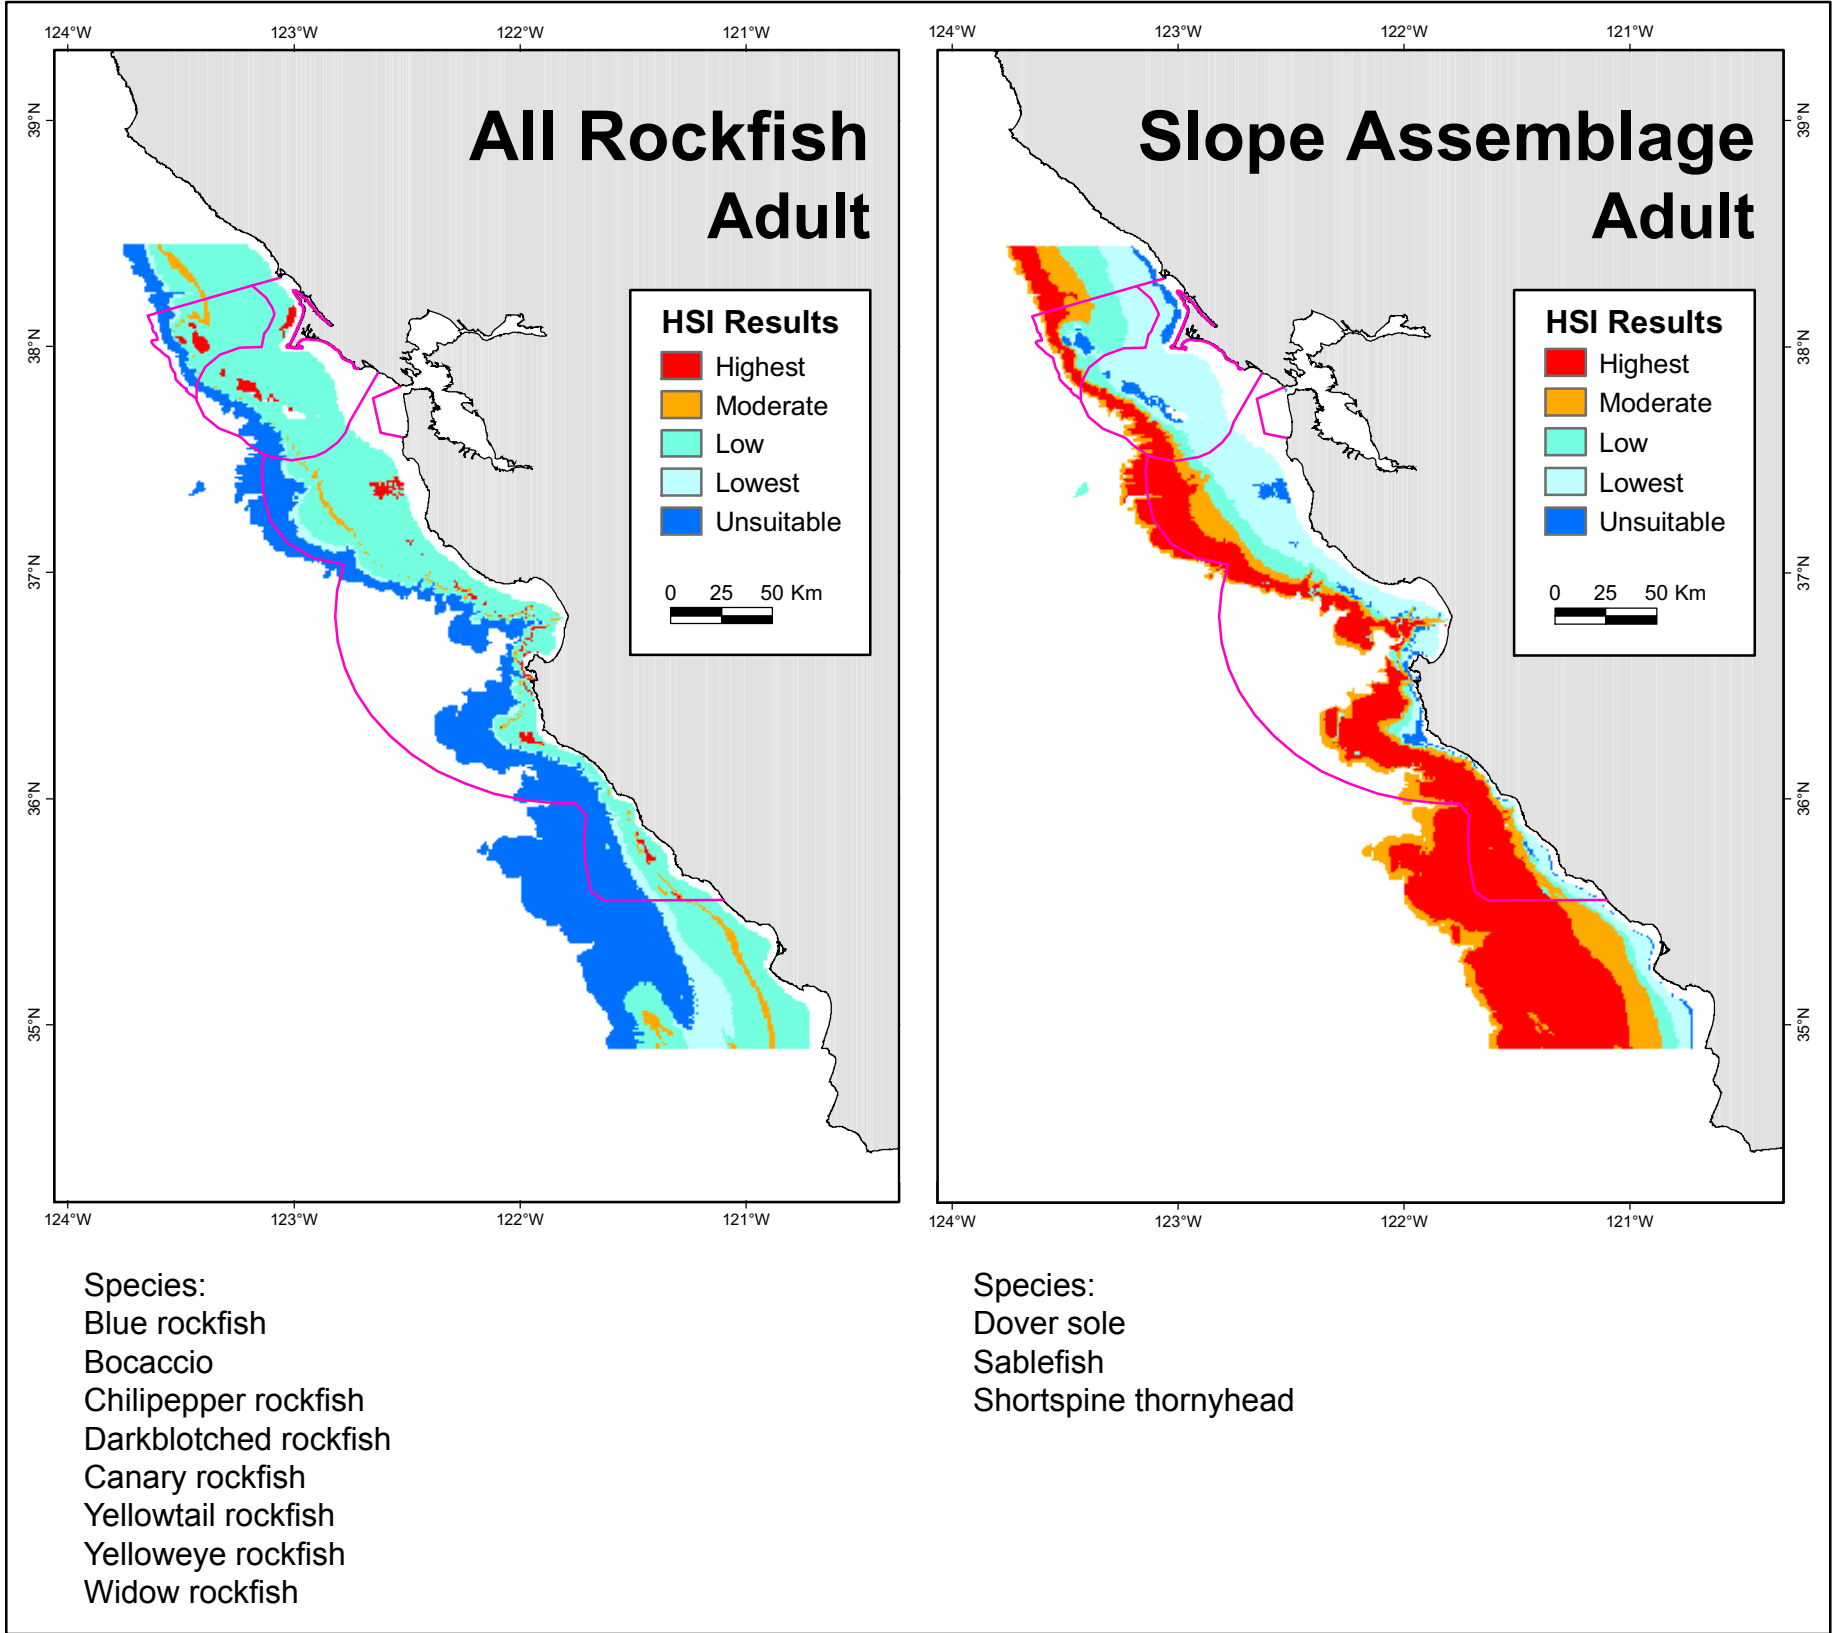 124°W
123°W
122°W
121°W
39°N
38°N
37°N
36°N
35°N
All Rockfish
Adult
HSI Results
Highest
Moderate
Low
Lowest
Unsuitable
0 25 50 Km
124°W
123°W
122°W
121°W
Species:
Blue rockfish
Bocaccio
Chilipepper rockfish
Darkblotched rockfish
Canary rockfish
Yellowtail rockfish
Yelloweye rockfish
Widow rockfish
124°W
123°W
122°W
121°W
Slope Assemblage
Adult
HSI Results
Highest
Moderate
Low
Lowest
Unsuitable
0 25 50 Km
39°N
38°N
37°N
36°N
35°N
124°W
123°W
122°W
121°W
Species:
Dover sole
Sablefish
Shortspine thornyhead